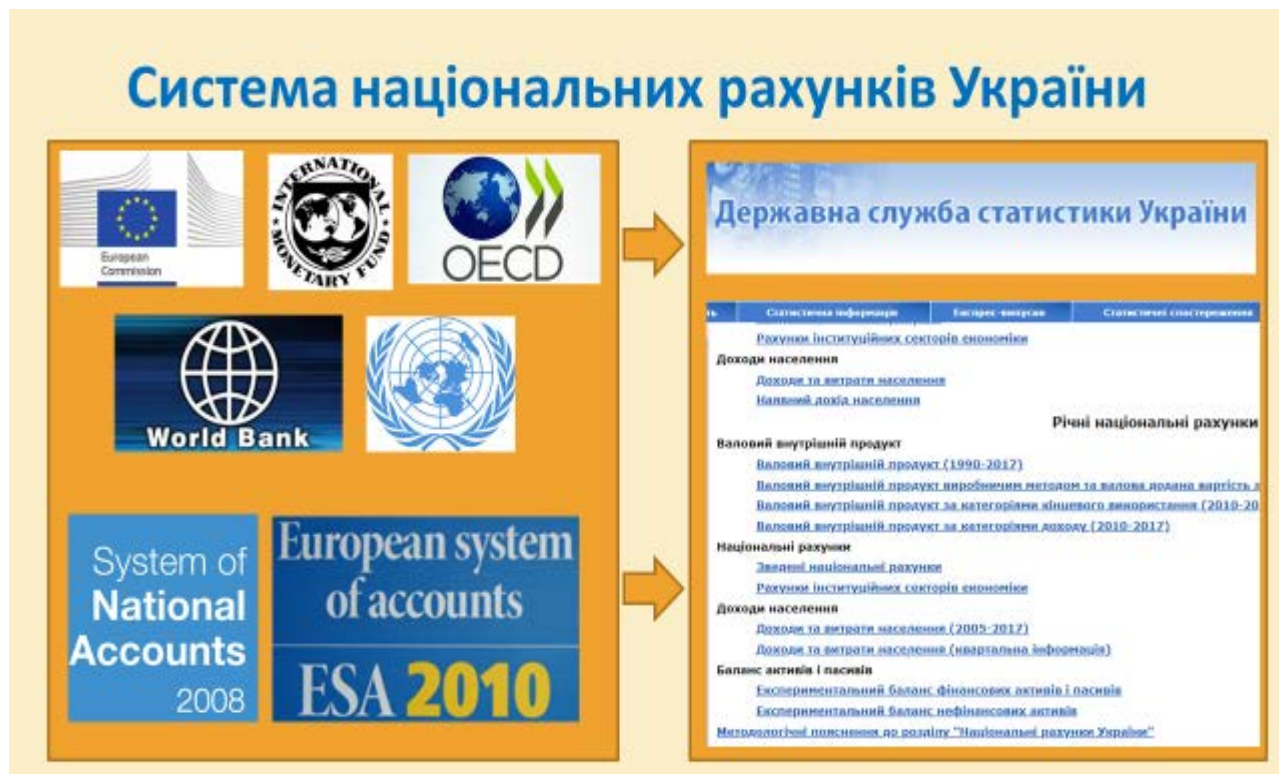 Система національних рахунків України
European
Commission
INTERNATIONAL MONETARY FUND
OECD
World Bank
System of
National
Accounts
2008
European system
of accounts
ESA 2010
Державна служба статистики України
ть Статистична інформація Експрес-випуски Статистичні спостереження
Рахунки інституційних секторів економіки
Доходи населення
Доходи та витрати населення
Наявний дохід населення
Річні національні рахунки
Валовий внутрішній продукт
Валовий внутрішній продукт (1990-2017)
Валовий внутрішній продукт виробничим методом та валова додана вартість
Валовий внутрішній продукт за категоріями кінцевого використання (2010-20
Валовий внутрішній продукт за категоріями доходу (2010-2017)
Національні рахунки
Зведені національні рахунки
Рахунки інституційних секторів економіки
Доходи населення
Доходи та витрати населення (2005-2017)
Доходи та витрати населення (квартальна інформація)
Баланс активів і пасивів
Експериментальний баланс фінансових активів і пасивів
Експериментальний баланс нефінансових активів
Методологічні пояснення до розділу "Національні рахунки України"